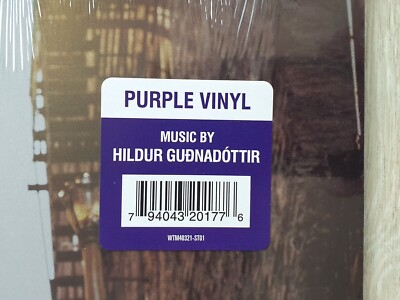 PURPLE VINYL
MUSIC BY
HILDUR GUÐNADÓTTIR
7 94043 20177 6
WTM40321-ST01